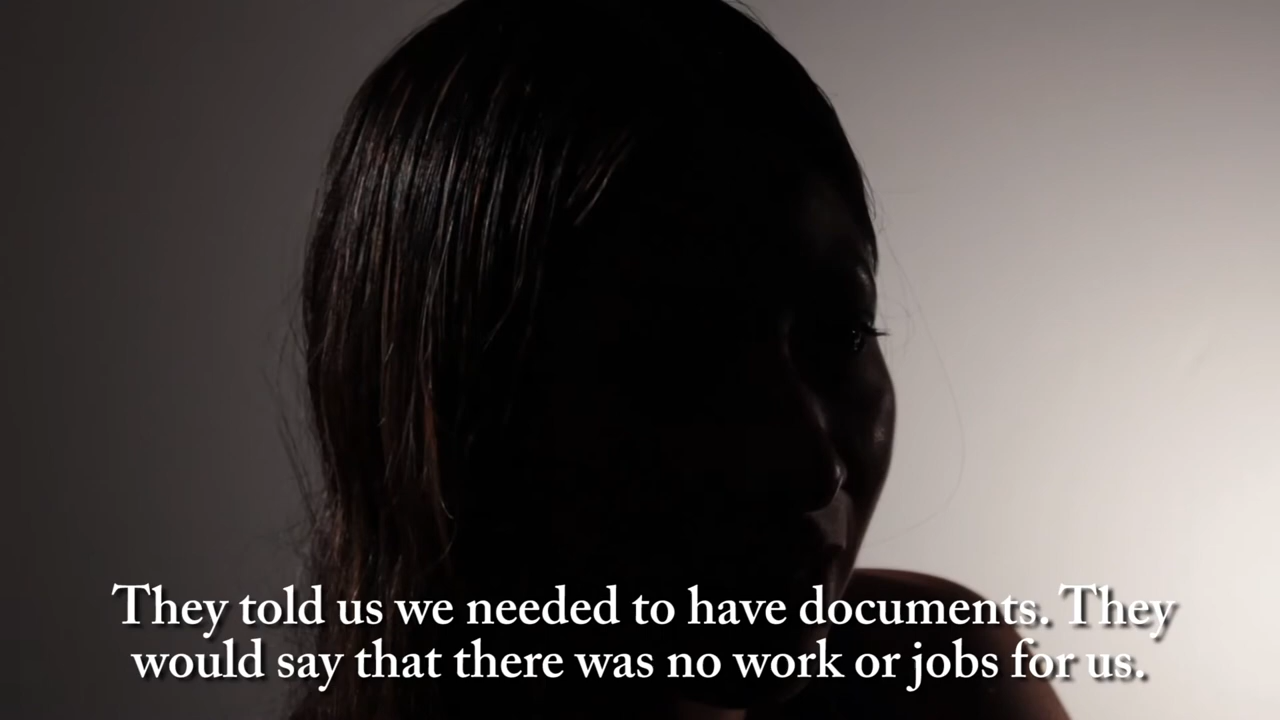 They told us we needed to have documents. They
would say that there was no work or jobs for us.